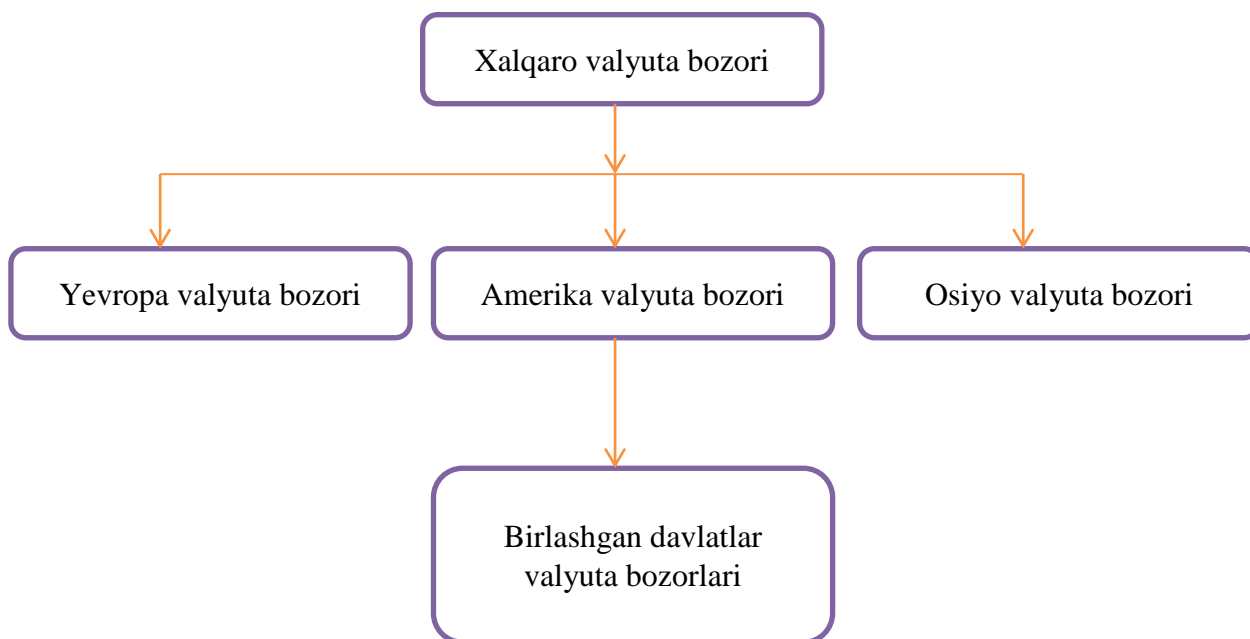 Xalqaro valyuta bozori
Yevropa valyuta bozori
Amerika valyuta bozori
Osiyo valyuta bozori
Birlashgan davlatlar
valyuta bozorlari